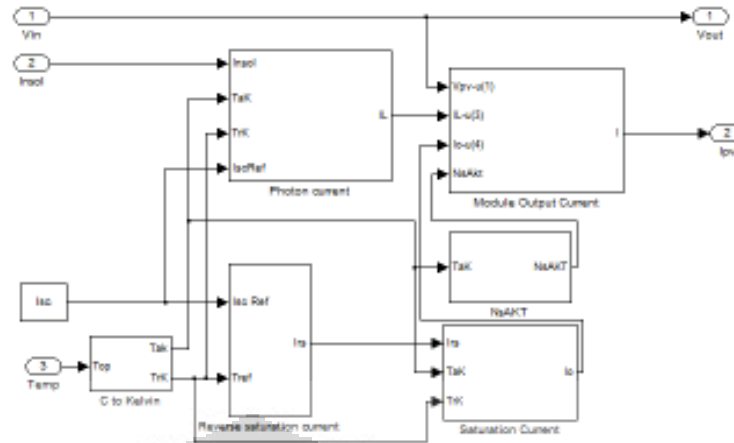 1
Vin
1
Vout
2
Insol
Insol
TaK
TrK
IscRef
IL
Photon current
Vpv-u(1)
IL-u(3)
Io-u(4)
NsAkt
I
Module Output Current
2
Ipv
TaK
NsAKT
NsAKT
Isc
Isc Ref
Tref
Irs
Reverse saturation current
3
Temp
Top
Tak
TrK
C to Kelvin
Irs
TaK
TrK
Io
Saturation Current